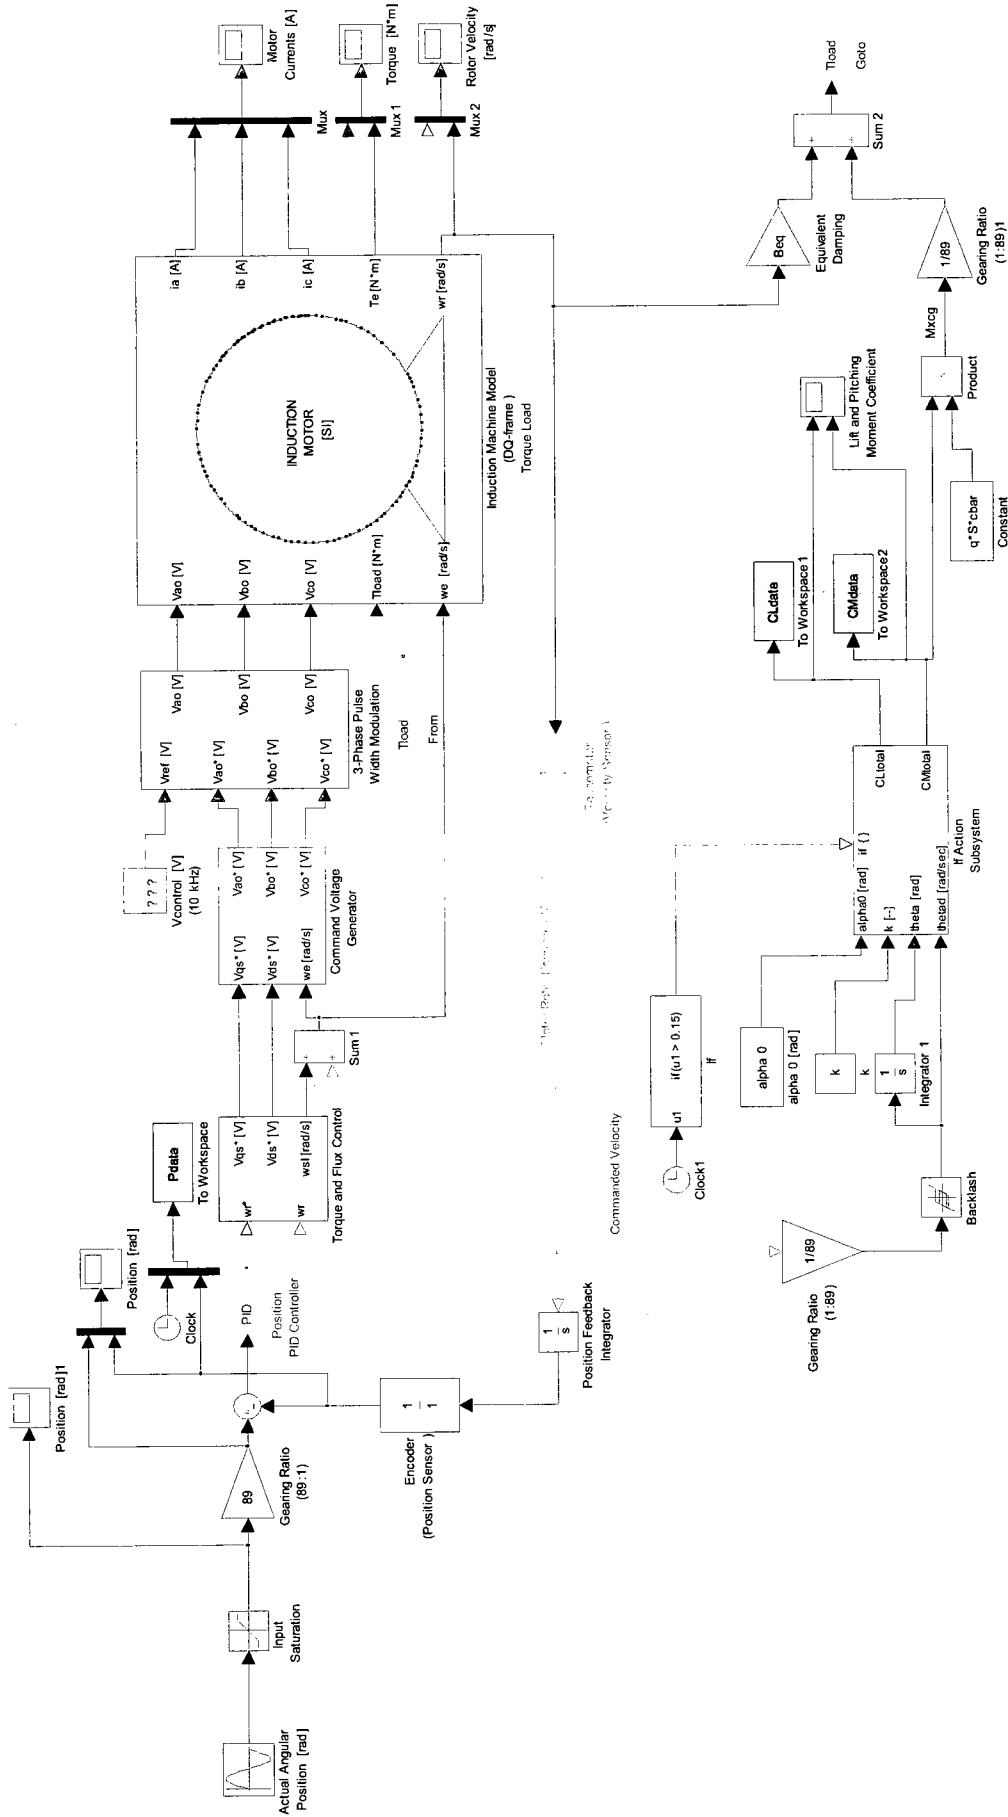 Actual Angular
Position [rad]
Input
Saturation
Position [rad]1
89
Gearing Ratio
(89:1)
Position [rad]
Clock
Pdata
To Workspace
PID
Position
PID Controller
1
1
Encoder
(Position Sensor )
1
s
Position Feedback
Integrator
wr*
wr
Vqs* [V]
Vds* [V]
wsl [rad/s]
Torque and Flux Control
Sum 1
Vqs* [V]
Vds* [V]
we [rad/s]
Vao* [V]
Vbo* [V]
Vco* [V]
Command Voltage
Generator
? ? ?
Vcontrol [V]
(10 kHz)
Vref [V]
Vao* [V]
Vbo* [V]
Vco* [V]
Vao [V]
Vbo [V]
Vco [V]
3-Phase Pulse
Width Modulation
Tload
From
Vao [V]
Vbo [V]
Vco [V]
Tload [N*m]
we [rad/s]
INDUCTION
MOTOR
[SI]
ia [A]
ib [A]
ic [A]
Te [N*m]
wr [rad/s]
Induction Machine Model
(DQ-frame )
Torque Load
Mux
Motor
Currents [A]
Mux 1
Torque [N*m]
Mux 2
Rotor Velocity
[rad/s]
(Velocity Sensor )
Commanded Velocity
Clock1
u1
if(u1 > 0.15)
If
alpha 0
alpha 0 [rad]
k
k
1
s
Integrator 1
1/89
Gearing Ratio
(1:89)
Backlash
alpha0 [rad]
if { }
k [--]
theta [rad]
thetad [rad/sec]
CLtotal
CMtotal
If Action
Subsystem
CLdata
To Workspace1
CMdata
To Workspace2
Lift and Pitching
Moment Coefficient
q*S*cbar
Constant
Product
Mxcg
1/89
Gearing Ratio
(1:89)1
Beq
Equivalent
Damping
Sum 2
Tload
Goto